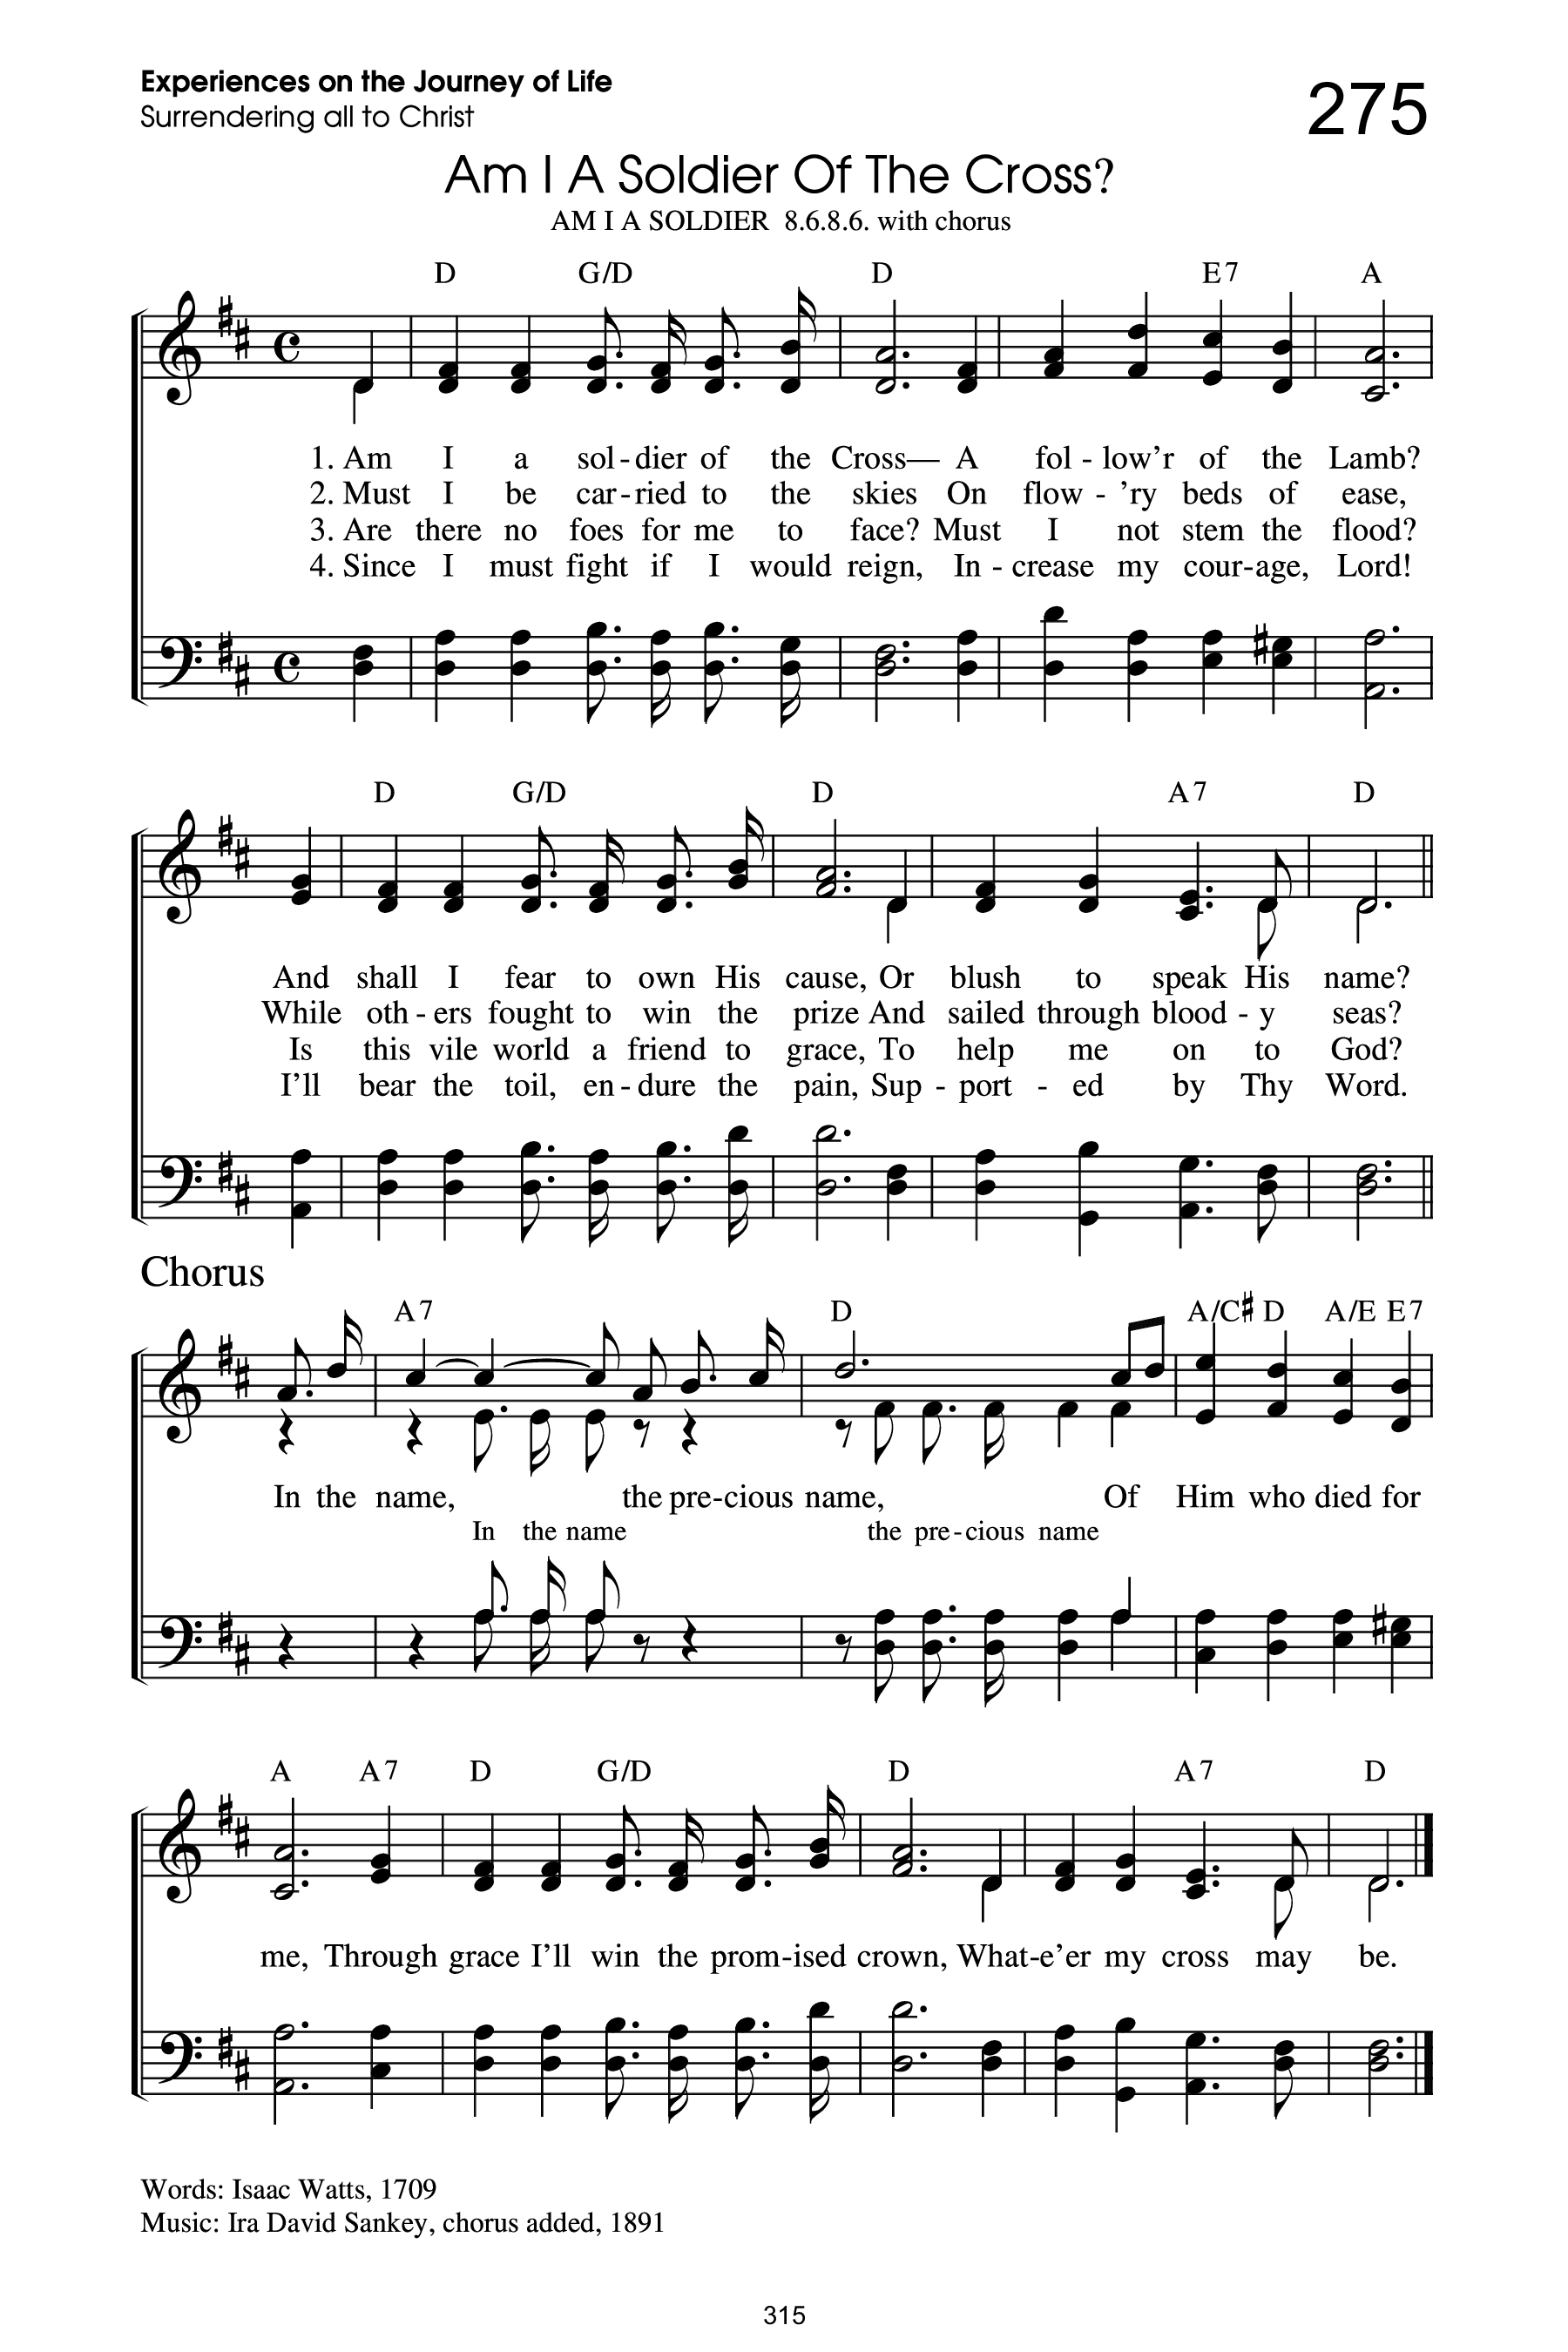 Experiences on the Journey of Life
Surrendering all to Christ
275
Am I A Soldier Of The Cross?
AM I A SOLDIER 8.6.8.6. with chorus
D G/D D E7 A
1. Am I a sol - dier of the Cross— A fol - low'r of the Lamb?
2. Must I be car - ried to the skies On flow - 'ry beds of ease,
3. Are there no foes for me to face? Must I not stem the flood?
4. Since I must fight if I would reign, In - crease my cour - age, Lord!
D G/D D A7 D
And shall I fear to own His cause, Or blush to speak His name?
While oth - ers fought to win the prize And sailed through blood - y seas?
Is this vile world a friend to grace, To help me on to God?
I'll bear the toil, en - dure the pain, Sup - port - ed by Thy Word.
Chorus
A7 D A/C# D A/E E7
In the name, the pre - cious name, Of Him who died for
In the name the pre - cious name
A A7 D G/D D A7 D
me, Through grace I'll win the prom - ised crown, What - e'er my cross may be.
Words: Isaac Watts, 1709
Music: Ira David Sankey, chorus added, 1891
315